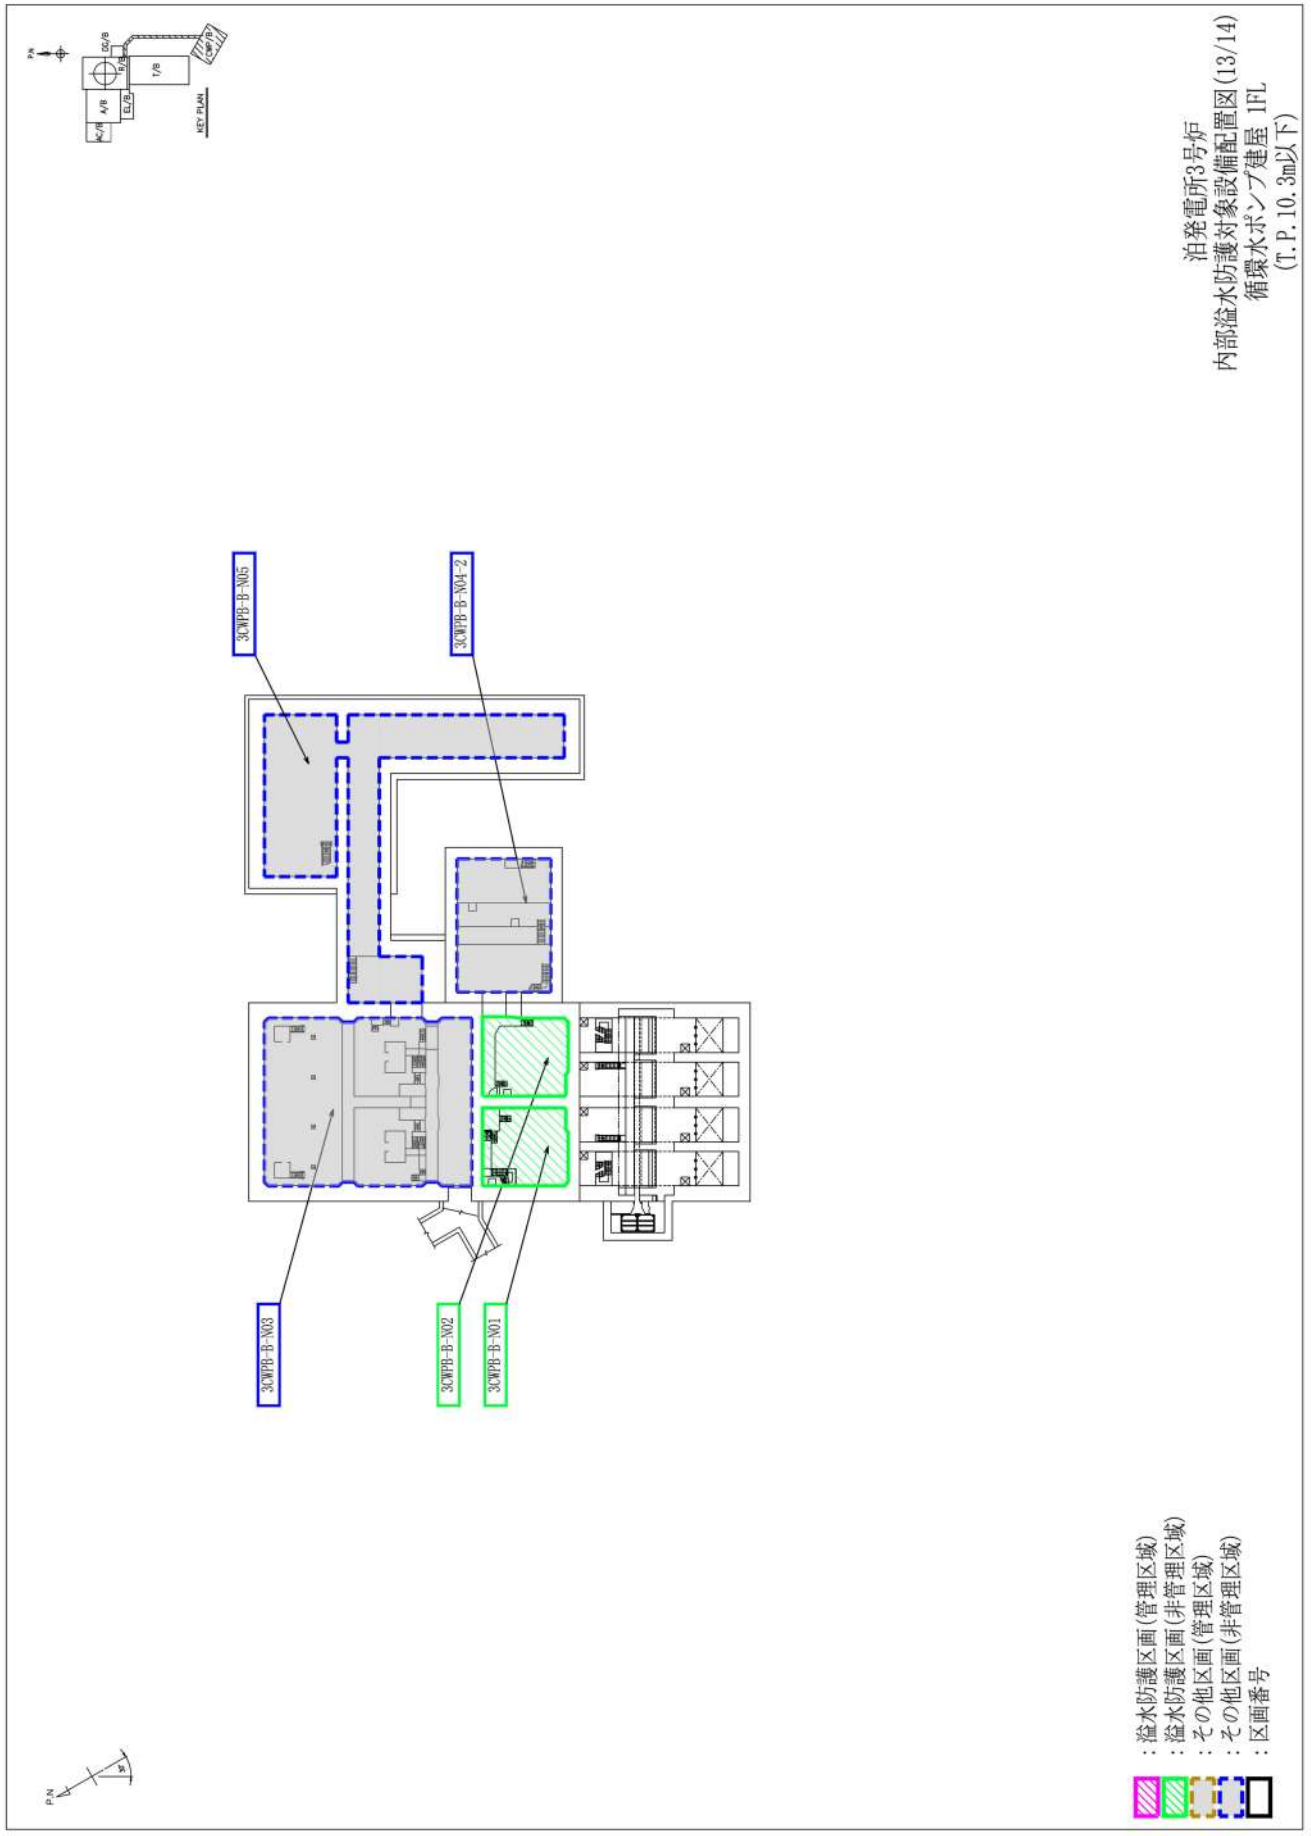 P.N
AC/B
A/B
EL/B
R/B
DG/B
T/B
CWP/B
KEY PLAN
P.N
3CWPB-B-N03
3CWPB-B-N02
3CWPB-B-N01
3CWPB-B-N05
3CWPB-B-N04-2
:溢水防護区画(管理区域)
:溢水防護区画(非管理区域)
:その他区画(管理区域)
:その他区画(非管理区域)
:区画番号
泊発電所3号炉
内部溢水防護対象設備配置図(13/14)
循環水ポンプ建屋 1FL
(T.P.10.3m以下)